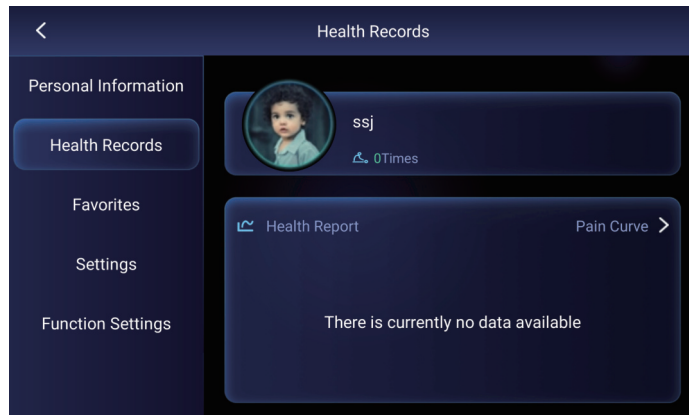 Health Records
Personal Information
Health Records
Favorites
Settings
Function Settings
ssj
0Times
Health Report
Pain Curve
There is currently no data available